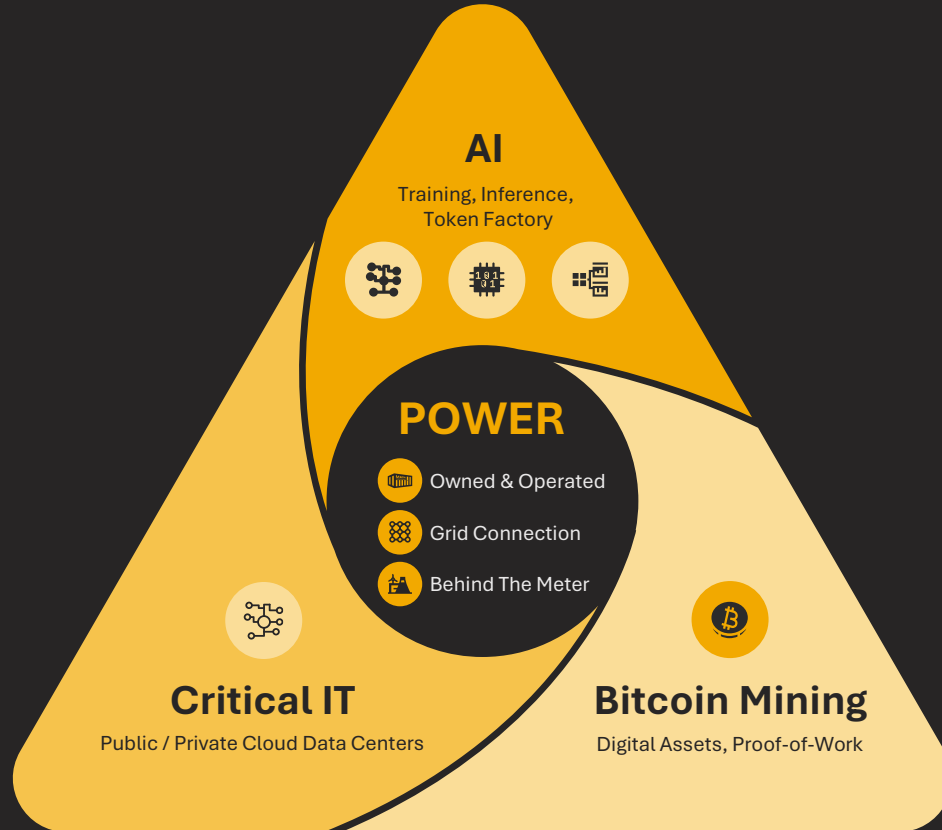 AI
Training, Inference,
Token Factory
POWER
Owned & Operated
Grid Connection
Behind The Meter
Critical IT
Public / Private Cloud Data Centers
Bitcoin Mining
Digital Assets, Proof-of-Work